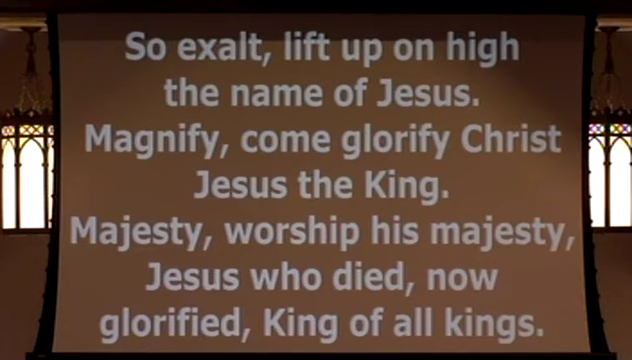 So exalt, lift up on high
the name of Jesus.
Magnify, come glorify Christ
Jesus the King.
Majesty, worship his majesty,
Jesus who died, now
glorified, King of all kings.